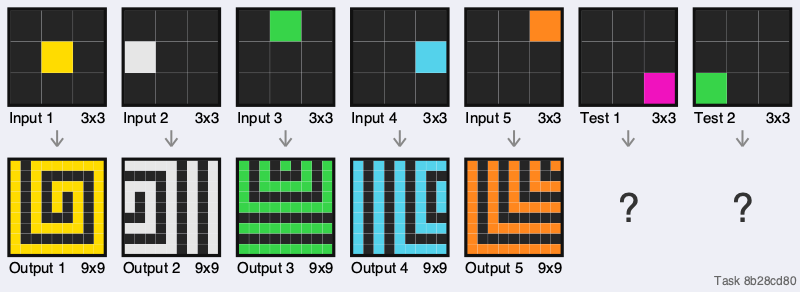 Input 1 3x3 Input 2 3x3 Input 3 3x3 Input 4 3x3 Input 5 3x3 Test 1 3x3 Test 2 3x3
? ?
Output 1 9x9 Output 2 9x9 Output 3 9x9 Output 4 9x9 Output 5 9x9
Task 8b28cd80